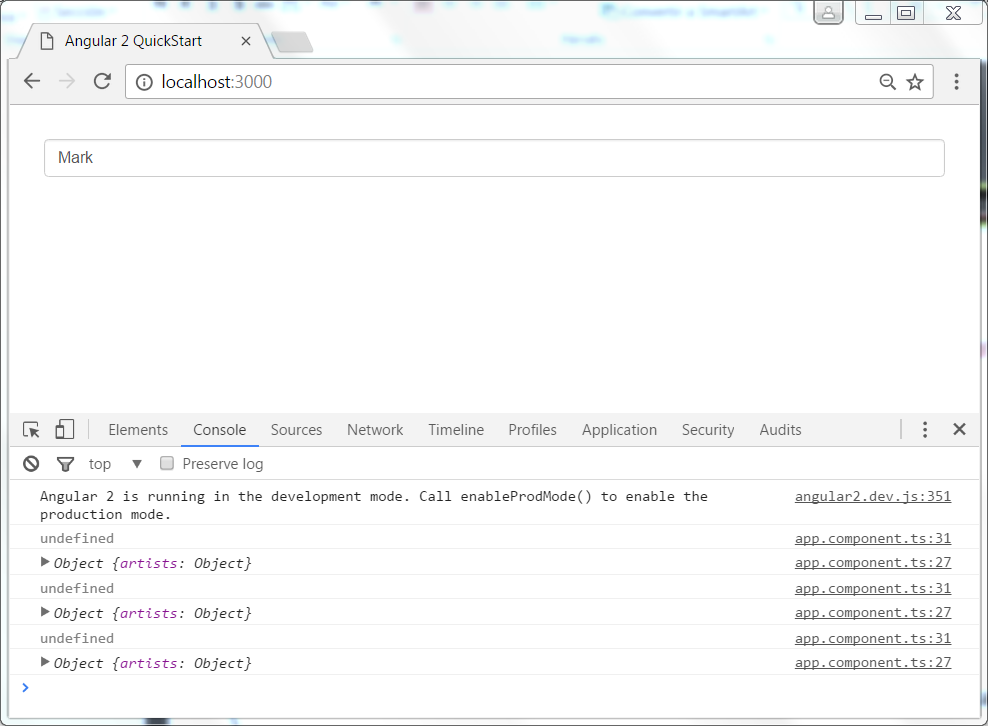 Angular 2 QuickStart
localhost:3000
Mark
Elements Console Sources Network Timeline Profiles Application Security Audits
top Preserve log
Angular 2 is running in the development mode. Call enableProdMode() to enable the angular2.dev.js:351
production mode.
undefined app.component.ts:31
Object {artists: Object} app.component.ts:27
undefined app.component.ts:31
Object {artists: Object} app.component.ts:27
undefined app.component.ts:31
Object {artists: Object} app.component.ts:27